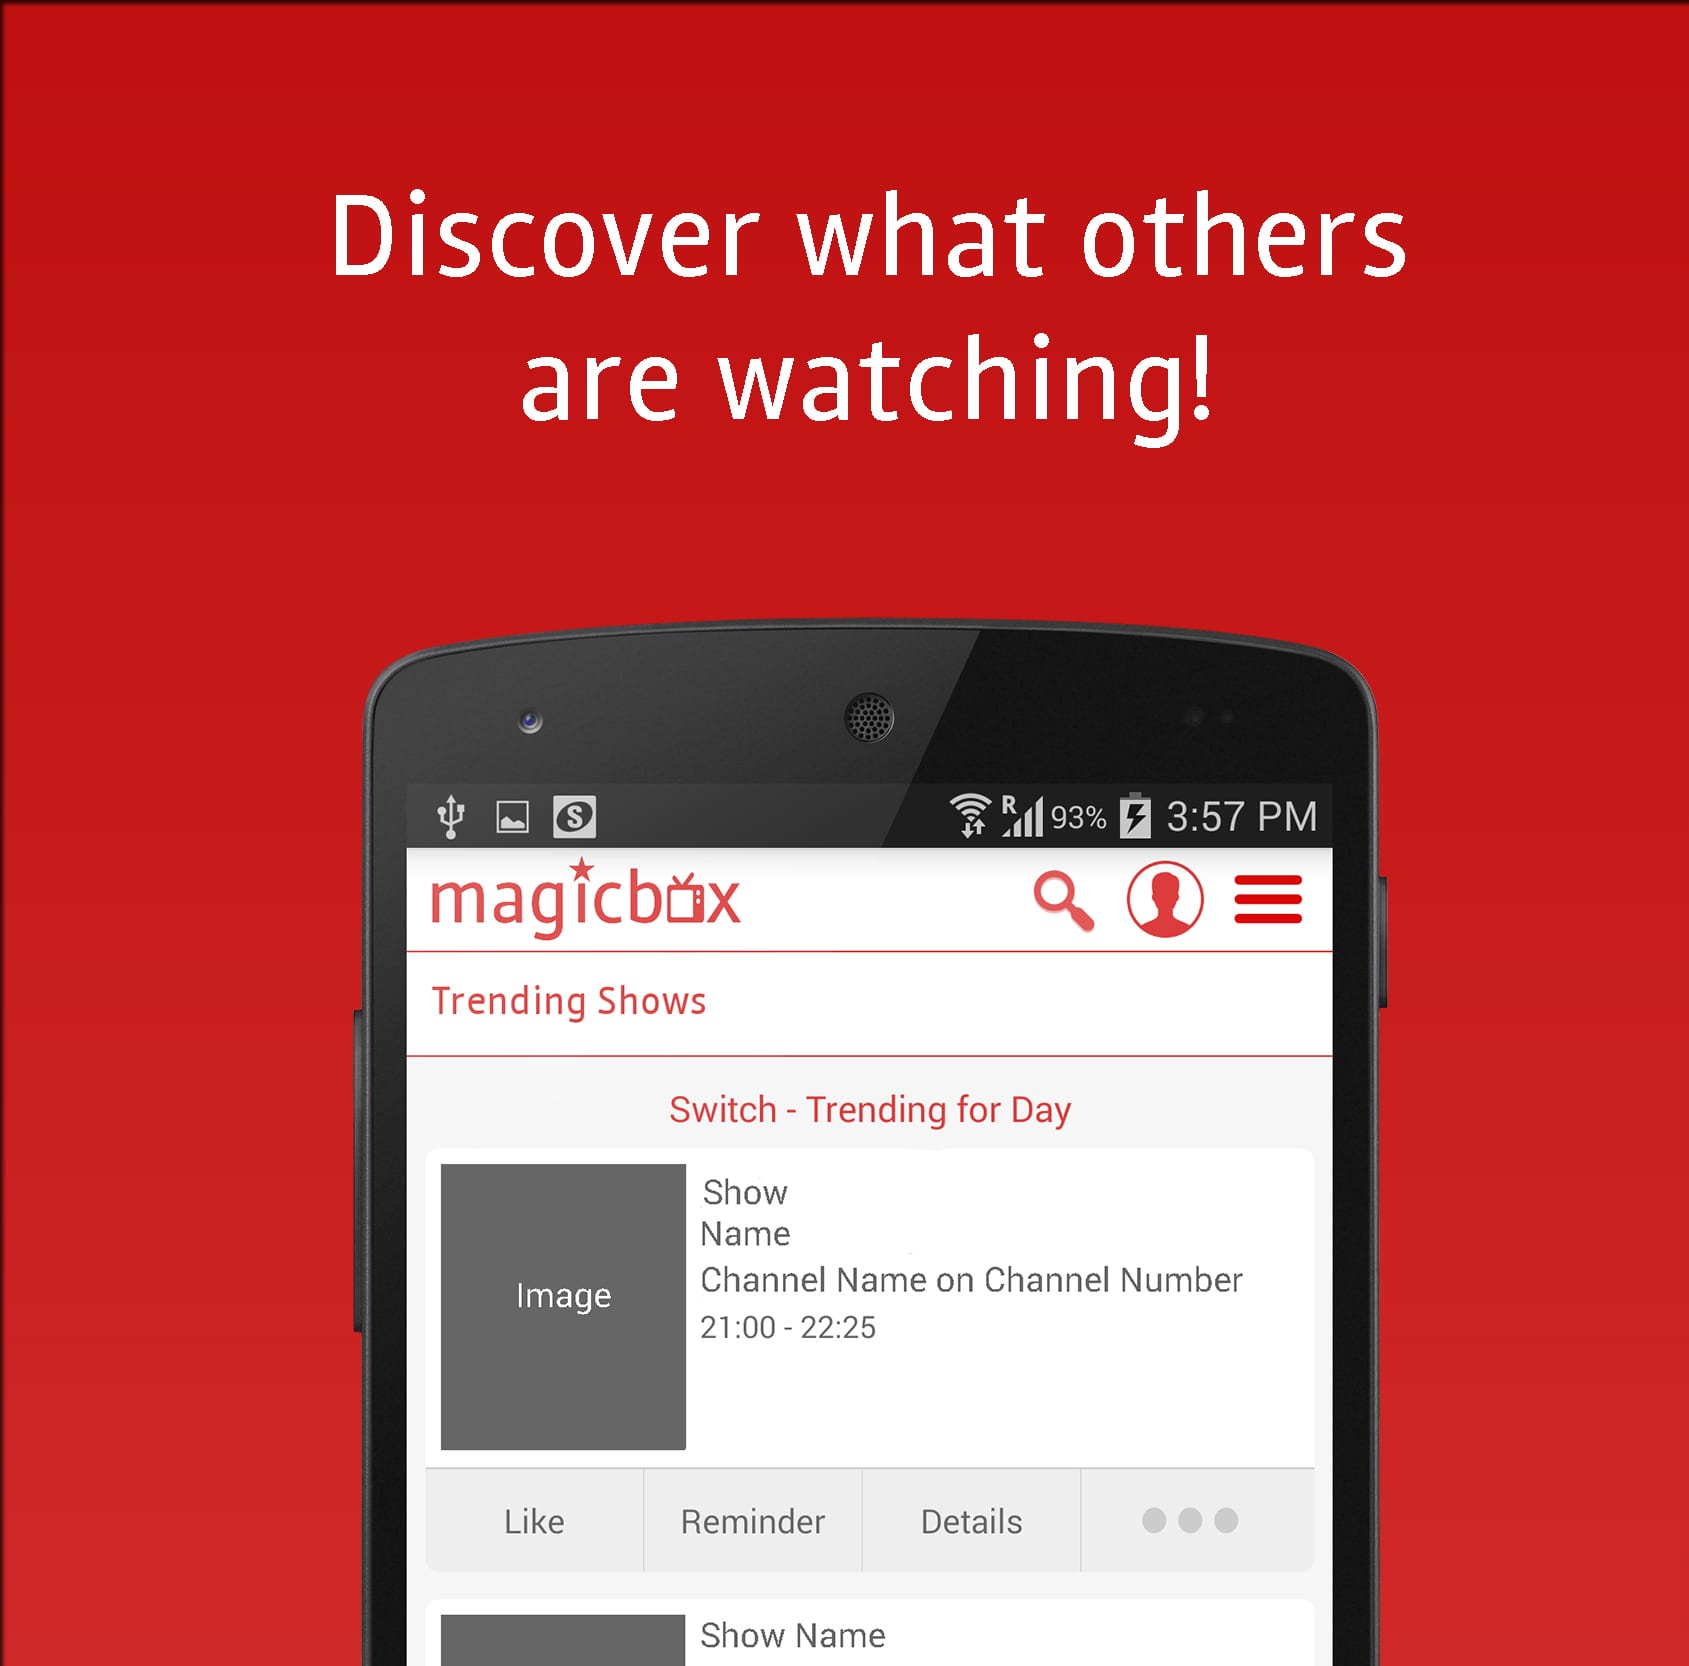 Discover what others
are watching!
R 93% 3:57 PM
magicbox
Trending Shows
Switch - Trending for Day
Show
Name
Image
Channel Name on Channel Number
21:00 - 22:25
Like Reminder Details
Show Name